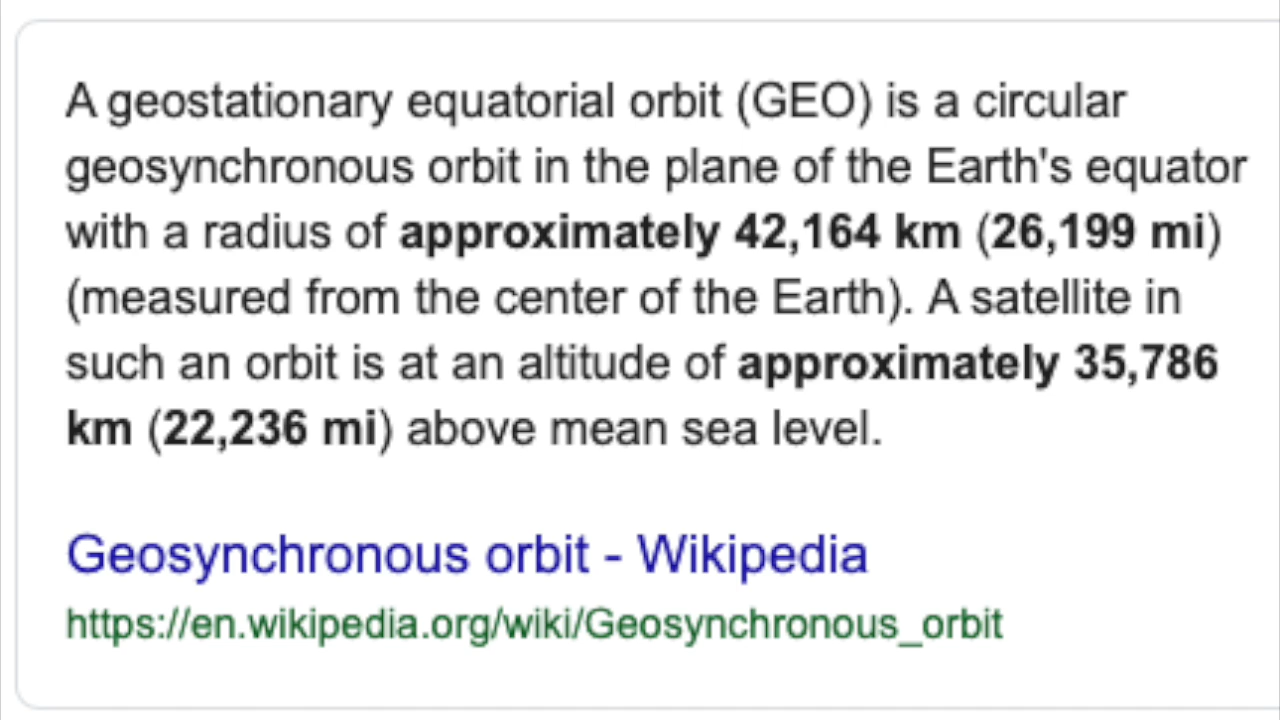 A geostationary equatorial orbit (GEO) is a circular
geosynchronous orbit in the plane of the Earth's equator
with a radius of approximately 42,164 km (26,199 mi)
(measured from the center of the Earth). A satellite in
such an orbit is at an altitude of approximately 35,786
km (22,236 mi) above mean sea level.
Geosynchronous orbit - Wikipedia
https://en.wikipedia.org/wiki/Geosynchronous_orbit